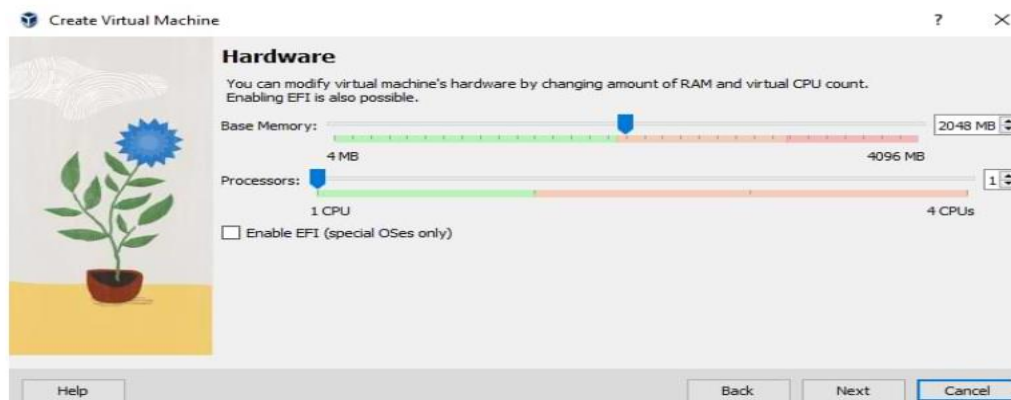 Create Virtual Machine
?
Hardware
You can modify virtual machine's hardware by changing amount of RAM and virtual CPU count.
Enabling EFI is also possible.
Base Memory: 2048 MB
4 MB 4096 MB
Processors: 1
1 CPU 4 CPUs
Enable EFI (special OSes only)
Help Back Next Cancel